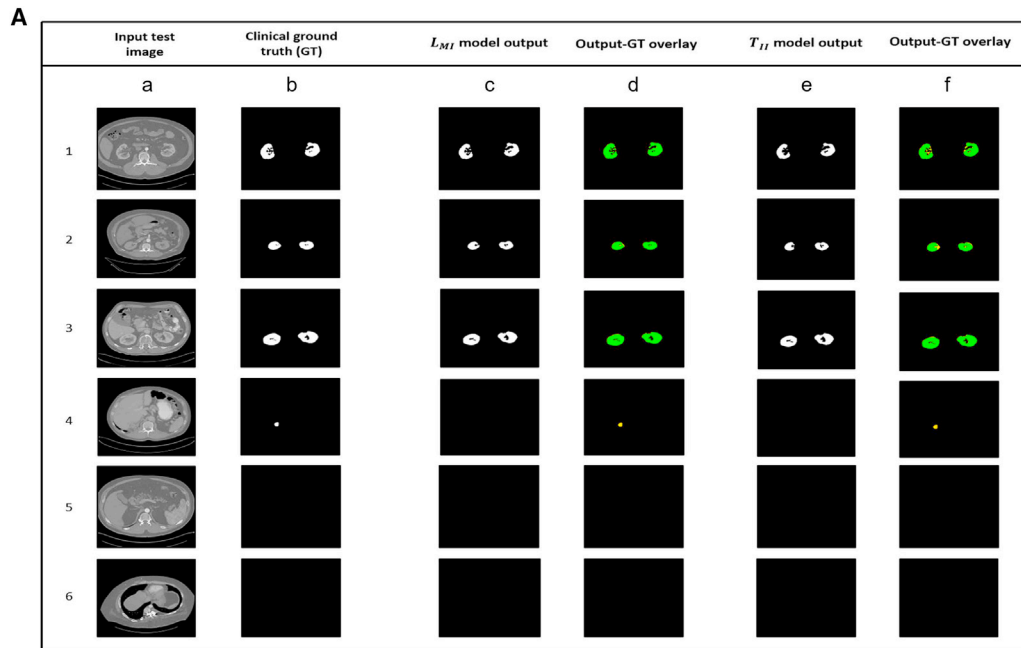 A
Input test image
Clinical ground truth (GT)
L_MI model output
Output-GT overlay
T_II model output
Output-GT overlay
a b c d e f
1
2
3
4
5
6